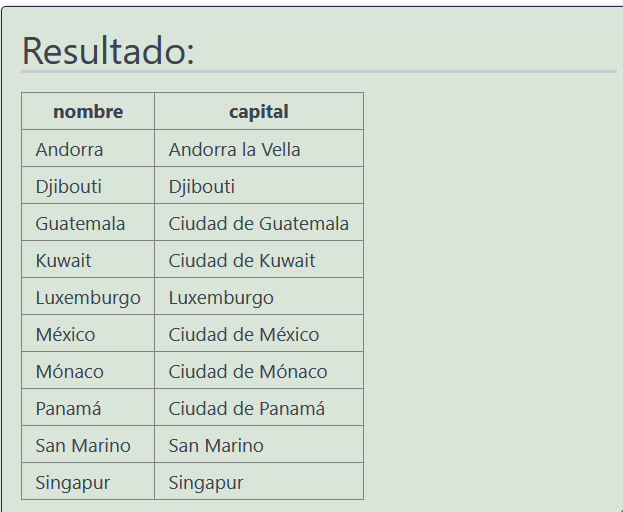 Resultado:
nombre capital
Andorra Andorra la Vella
Djibouti Djibouti
Guatemala Ciudad de Guatemala
Kuwait Ciudad de Kuwait
Luxemburgo Luxemburgo
México Ciudad de México
Mónaco Ciudad de Mónaco
Panamá Ciudad de Panamá
San Marino San Marino
Singapur Singapur